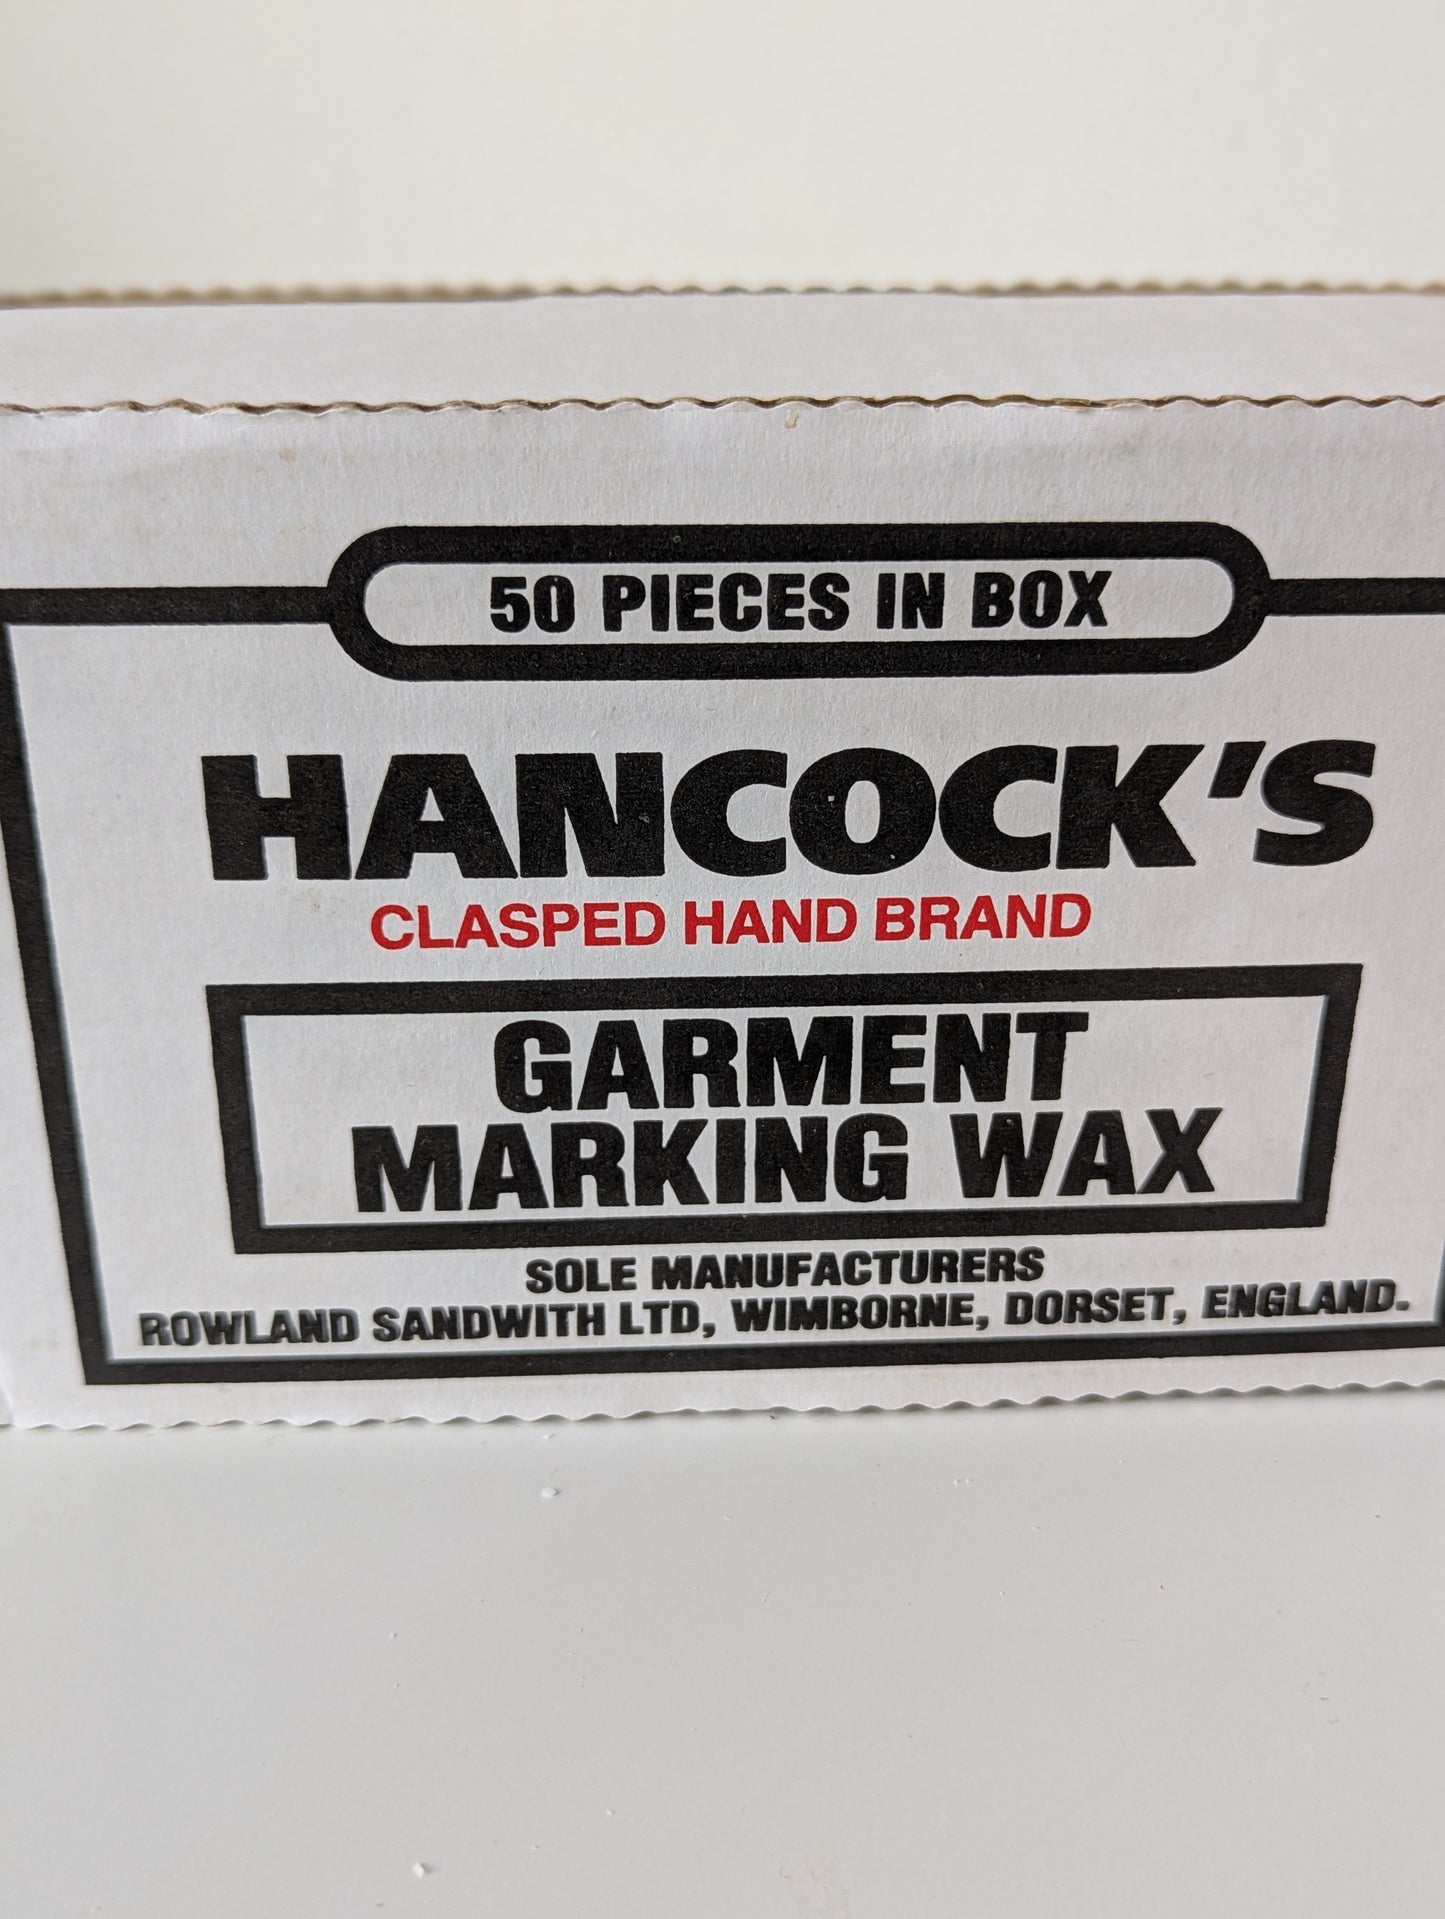 50 PIECES IN BOX
HANCOCK'S
CLASPED HAND BRAND
GARMENT
MARKING WAX
SOLE MANUFACTURERS
ROWLAND SANDWITH LTD, WIMBORNE, DORSET, ENGLAND.